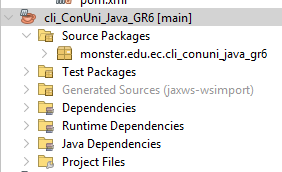 pom.xml
cli_ConUni_Java_GR6 [main]
Source Packages
monster.edu.ec.cli_conuni_java_gr6
Test Packages
Generated Sources (jaxws-wsimport)
Dependencies
Runtime Dependencies
Java Dependencies
Project Files